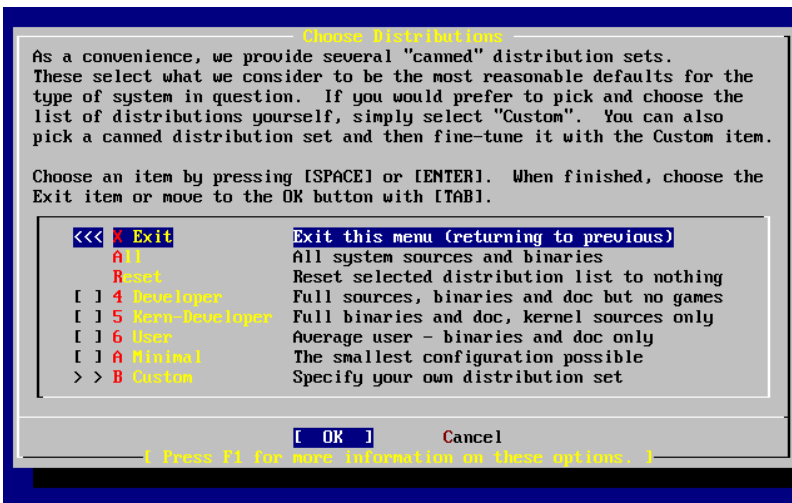 Choose Distributions
As a convenience, we provide several "canned" distribution sets.
These select what we consider to be the most reasonable defaults for the
type of system in question.  If you would prefer to pick and choose the
list of distributions yourself, simply select "Custom".  You can also
pick a canned distribution set and then fine-tune it with the Custom item.
Choose an item by pressing [SPACE] or [ENTER].  When finished, choose the
Exit item or move to the OK button with [TAB].
<<< X Exit              Exit this menu (returning to previous)
All                 All system sources and binaries
Reset               Reset selected distribution list to nothing
[ ] 4 Developer         Full sources, binaries and doc but no games
[ ] 5 Kern-Developer    Full binaries and doc, kernel sources only
[ ] 6 User              Average user - binaries and doc only
[ ] A Minimal           The smallest configuration possible
> > B Custom            Specify your own distribution set
[  OK  ]       Cancel
[ Press F1 for more information on these options. ]